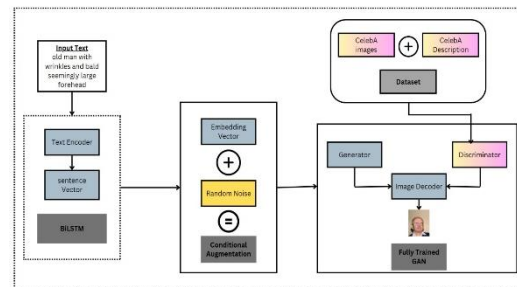 Input Text
old man with
wrinkles and bald
seemingly large
forehead
Text Encoder
sentence
Vector
BiLSTM
Embedding
Vector
+
Random Noise
=
Conditional
Augmentation
CelebA
images
+
CelebA
Description
Dataset
Generator
Discriminator
Image Decoder
Fully Trained
GAN